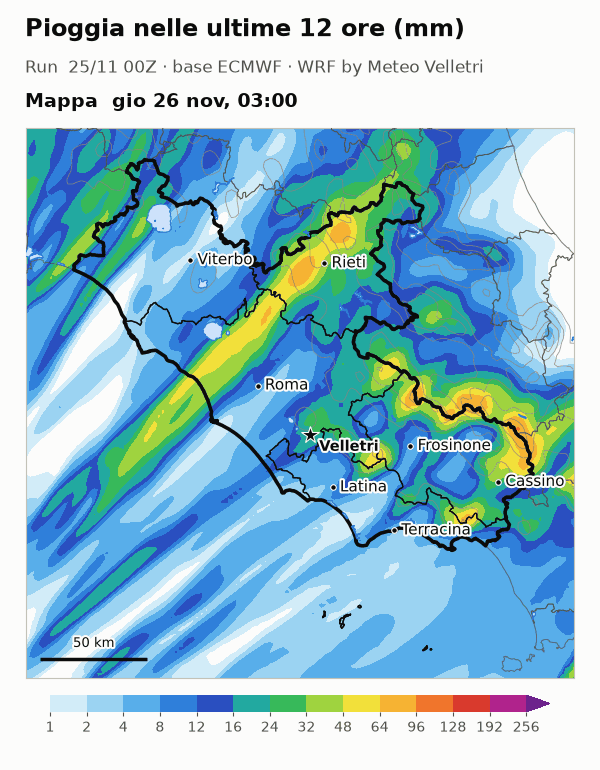 Pioggia nelle ultime 12 ore (mm)
Run  25/11 00Z · base ECMWF · WRF by Meteo Velletri
Mappa  gio 26 nov, 03:00
Viterbo
Rieti
Roma
Velletri
Frosinone
Cassino
Latina
Terracina
50 km
1 2 4 8 12 16 24 32 48 64 96 128 192 256